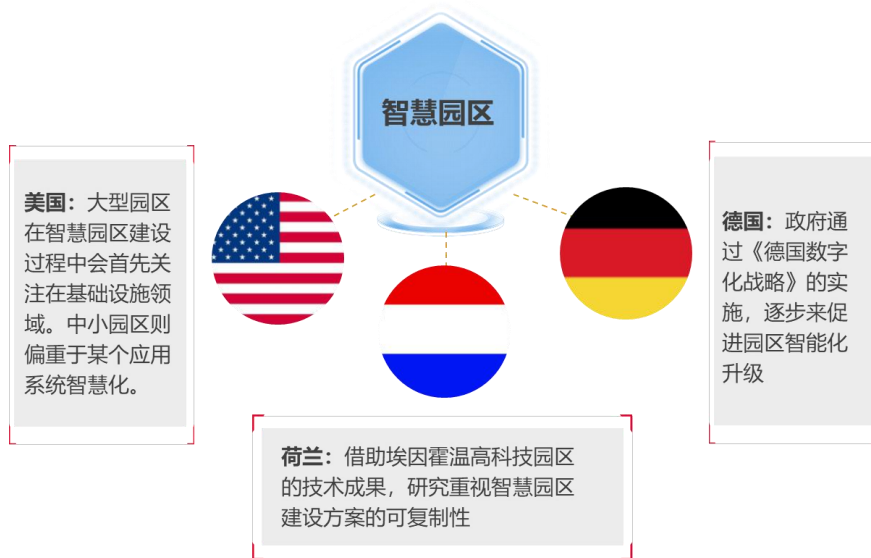 智慧园区
美国：大型园区
在智慧园区建设
过程中会首先关
注在基础设施领
域。中小园区则
偏重于某个应用
系统智慧化。
德国：政府通
过《德国数字
化战略》的实
施，逐步来促
进园区智能化
升级
荷兰：借助埃因霍温高科技园区
的技术成果，研究重视智慧园区
建设方案的可复制性